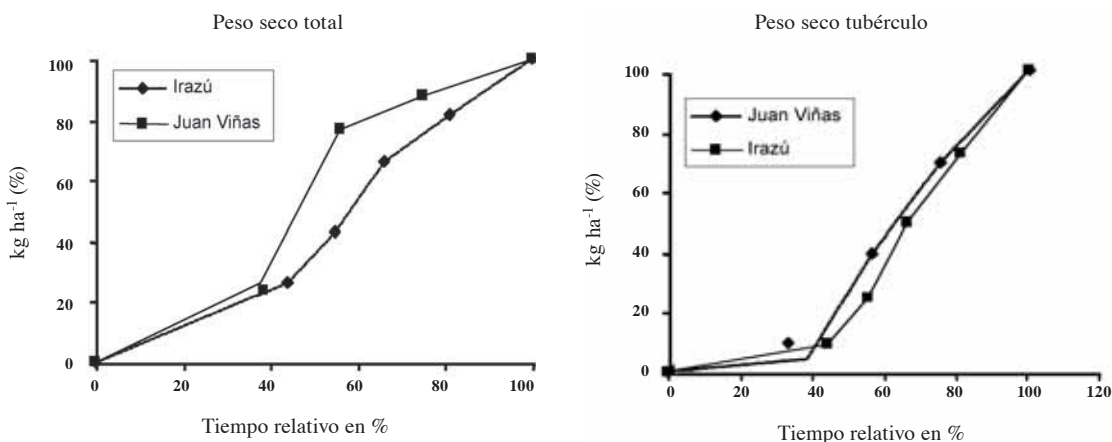 Peso seco total
100
80
60
40
20
0
kg ha⁻¹ (%)
Irazú
Juan Viñas
0 20 40 60 80 100
Tiempo relativo en %
Peso seco tubérculo
100
80
60
40
20
0
kg ha⁻¹ (%)
Juan Viñas
Irazú
0 20 40 60 80 100 120
Tiempo relativo en %